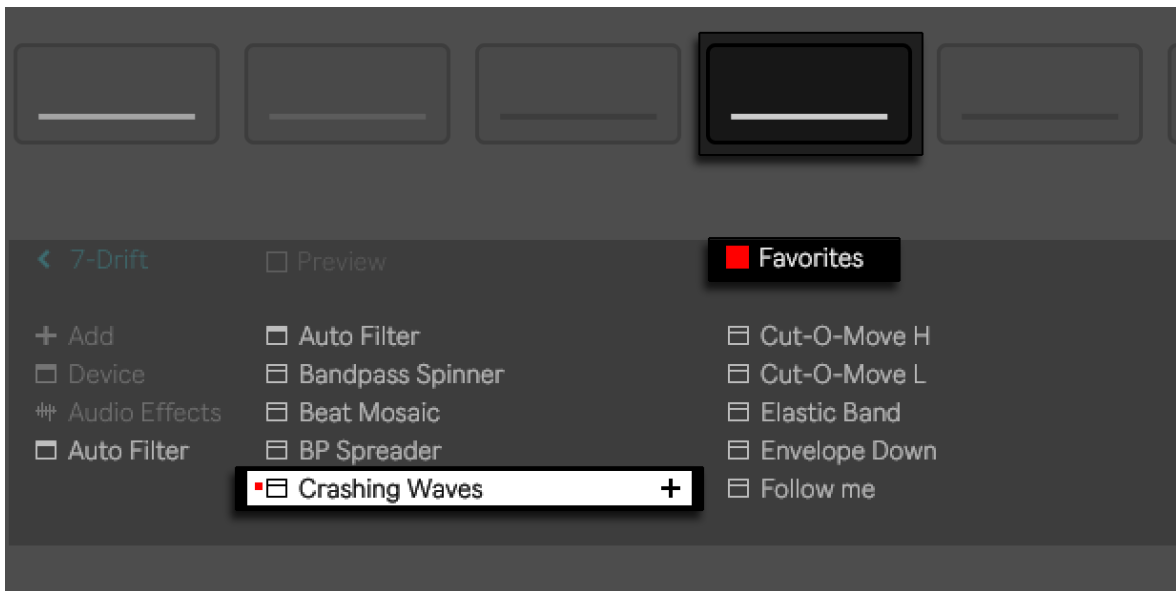 7-Drift
Preview
Favorites
Add
Device
Audio Effects
Auto Filter
Auto Filter
Bandpass Spinner
Beat Mosaic
BP Spreader
Crashing Waves +
Cut-O-Move H
Cut-O-Move L
Elastic Band
Envelope Down
Follow me